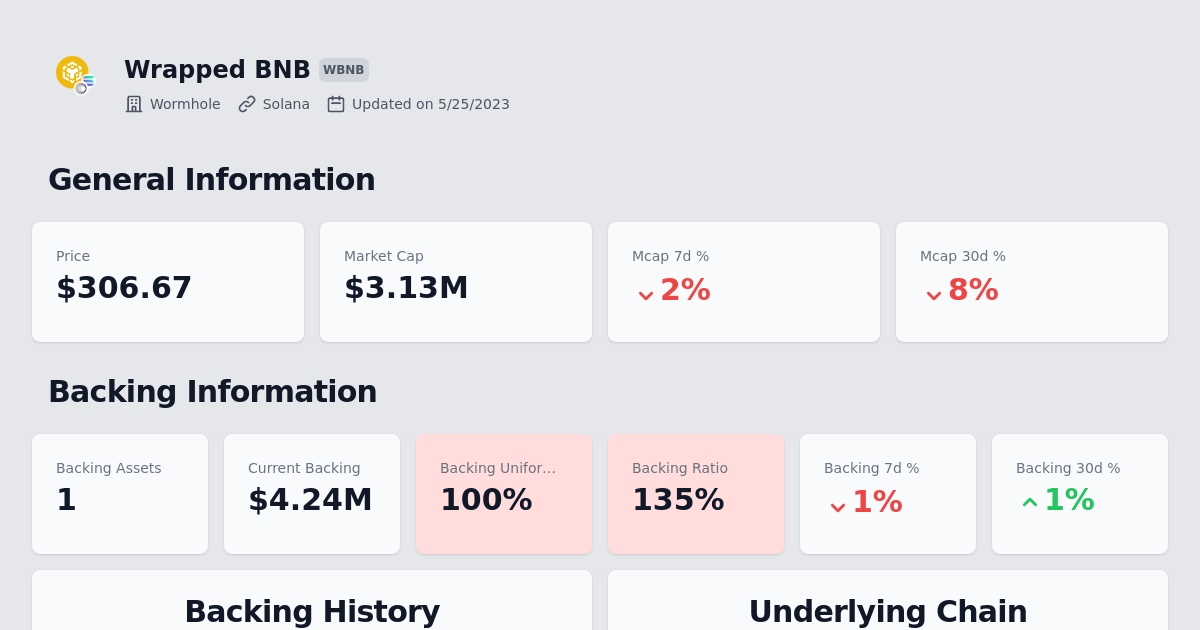 Wrapped BNB WBNB
Wormhole Solana Updated on 5/25/2023
General Information
Price Market Cap Mcap 7d % Mcap 30d %
$306.67 $3.13M 2% 8%
Backing Information
Backing Assets Current Backing Backing Unifor... Backing Ratio Backing 7d % Backing 30d %
1 $4.24M 100% 135% 1% 1%
Backing History Underlying Chain